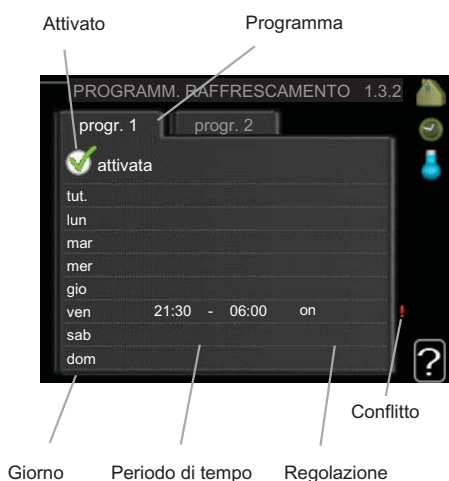 Attivato Programma
PROGRAMM. RAFFRESCAMENTO 1.3.2
progr. 1 progr. 2
attivata
tut.
lun
mar
mer
gio
ven 21:30 - 06:00 on !
sab
dom
?
Conflitto
Giorno Periodo di tempo Regolazione